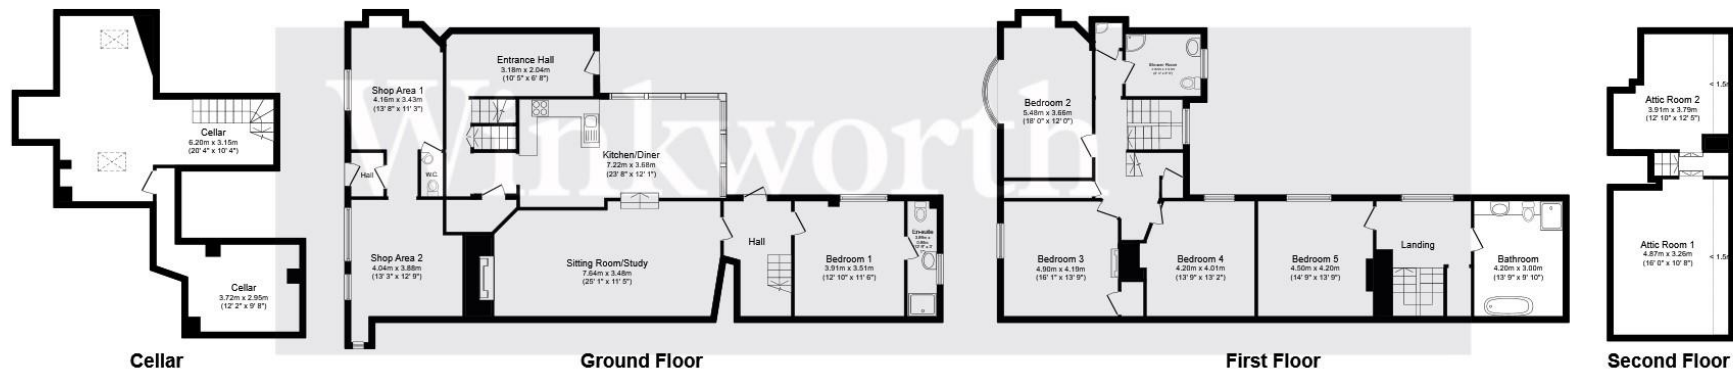 Winkworth
Cellar
6.20m x 3.15m
(20' 4" x 10' 4")
Cellar
3.72m x 2.95m
(12' 2" x 9' 8")
Cellar
Shop Area 1
4.16m x 3.43m
(13' 8" x 11' 3")
Entrance Hall
3.18m x 2.04m
(10' 5" x 6' 8")
Hall
W.C.
Kitchen/Diner
7.22m x 3.68m
(23' 8" x 12' 1")
Shop Area 2
4.04m x 3.88m
(13' 3" x 12' 9")
Sitting Room/Study
7.64m x 3.48m
(25' 1" x 11' 5")
Hall
Bedroom 1
3.91m x 3.51m
(12' 10" x 11' 6")
En-suite
Ground Floor
Bedroom 2
5.48m x 3.66m
(18' 0" x 12' 0")
Shower Room
Bedroom 3
4.90m x 4.19m
(16' 1" x 13' 9")
Bedroom 4
4.20m x 4.01m
(13' 9" x 13' 2")
Bedroom 5
4.50m x 4.20m
(14' 9" x 13' 9")
Landing
Bathroom
4.20m x 3.00m
(13' 9" x 9' 10")
First Floor
Attic Room 2
3.91m x 3.79m
(12' 10" x 12' 5")
< 1.5
Attic Room 1
4.87m x 3.26m
(16' 0" x 10' 8")
< 1.5
Second Floor